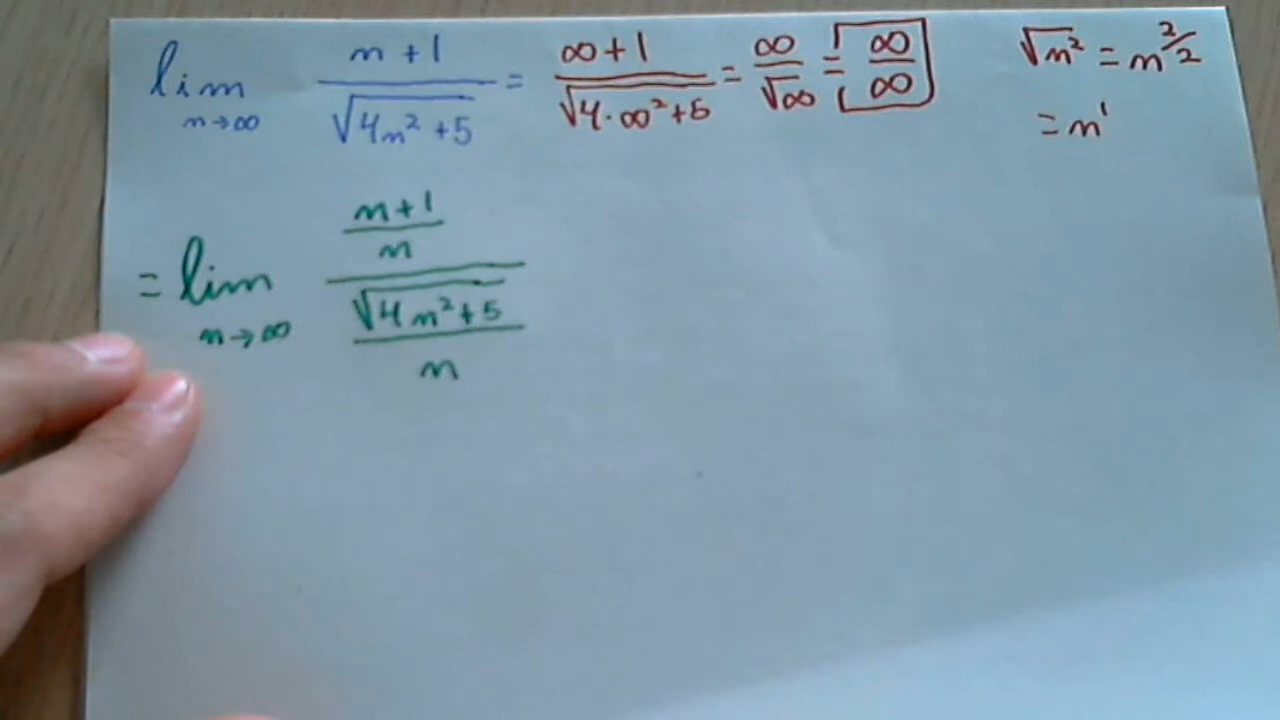 lim n→∞ n+1 / √(4n²+5) = ∞+1 / √(4·∞²+5) = ∞/√∞ = ∞/∞
√n² = n^2/2
= n¹
= lim n→∞ (n+1 / n) / (√(4n²+5) / n)